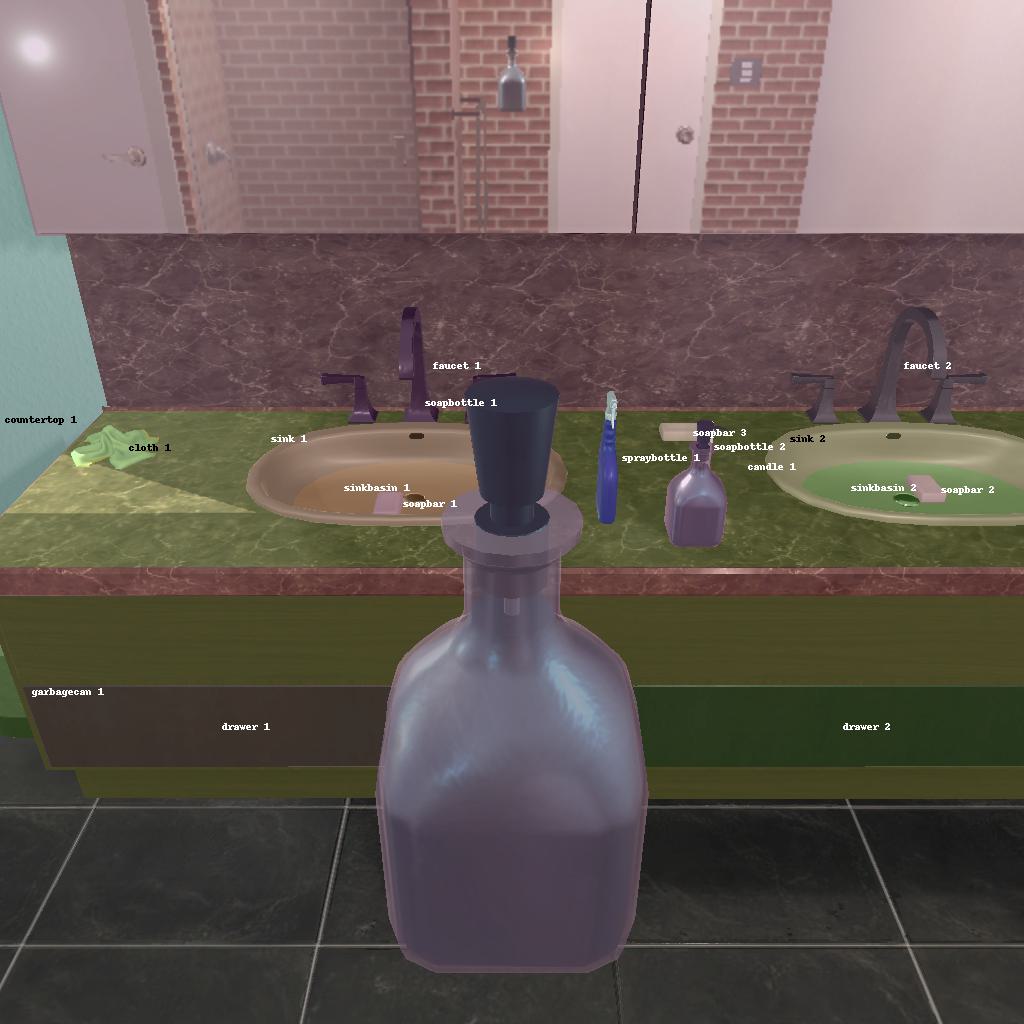 faucet 1
faucet 2
soapbottle 1
countertop 1
soapbar 3
cloth 1
sink 1
sink 2
soapbottle 2
spraybottle 1
candle 1
sinkbasin 1
sinkbasin 2
soapbar 2
soapbar 1
garbagecan 1
drawer 1
drawer 2